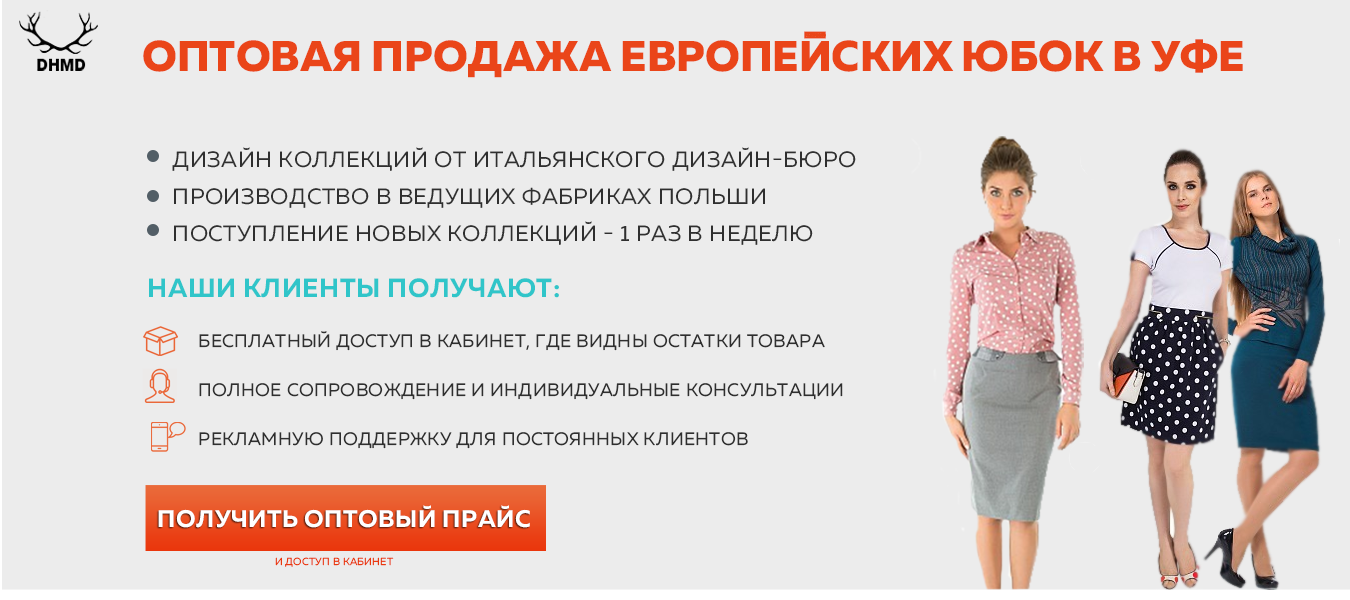 DHMD
ОПТОВАЯ ПРОДАЖА ЕВРОПЕЙСКИХ ЮБОК В УФЕ
ДИЗАЙН КОЛЛЕКЦИЙ ОТ ИТАЛЬЯНСКОГО ДИЗАЙН-БЮРО
ПРОИЗВОДСТВО В ВЕДУЩИХ ФАБРИКАХ ПОЛЬШИ
ПОСТУПЛЕНИЕ НОВЫХ КОЛЛЕКЦИЙ - 1 РАЗ В НЕДЕЛЮ
НАШИ КЛИЕНТЫ ПОЛУЧАЮТ:
БЕСПЛАТНЫЙ ДОСТУП В КАБИНЕТ, ГДЕ ВИДНЫ ОСТАТКИ ТОВАРА
ПОЛНОЕ СОПРОВОЖДЕНИЕ И ИНДИВИДУАЛЬНЫЕ КОНСУЛЬТАЦИИ
РЕКЛАМНУЮ ПОДДЕРЖКУ ДЛЯ ПОСТОЯННЫХ КЛИЕНТОВ
ПОЛУЧИТЬ ОПТОВЫЙ ПРАЙС
И ДОСТУП В КАБИНЕТ